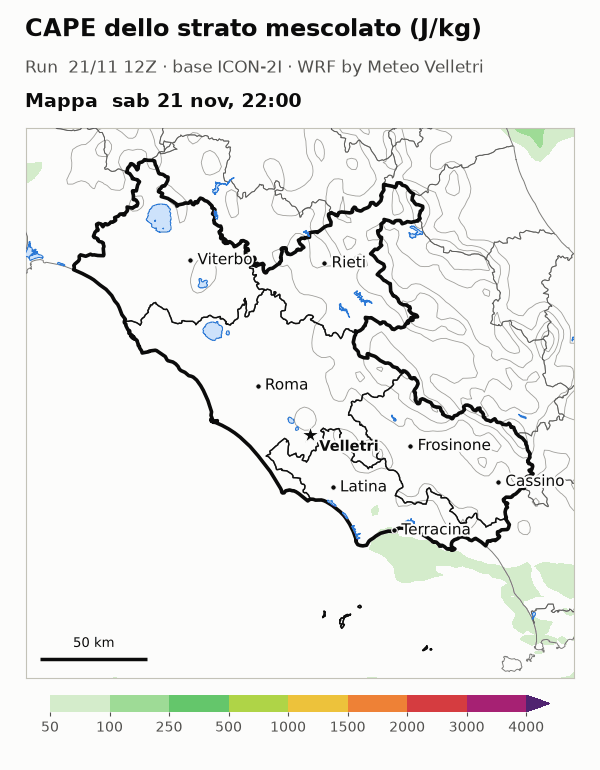 CAPE dello strato mescolato (J/kg)
Run  21/11 12Z · base ICON-2I · WRF by Meteo Velletri
Mappa  sab 21 nov, 22:00
Viterbo
Rieti
Roma
Velletri
Frosinone
Cassino
Latina
Terracina
50 km
50 100 250 500 1000 1500 2000 3000 4000